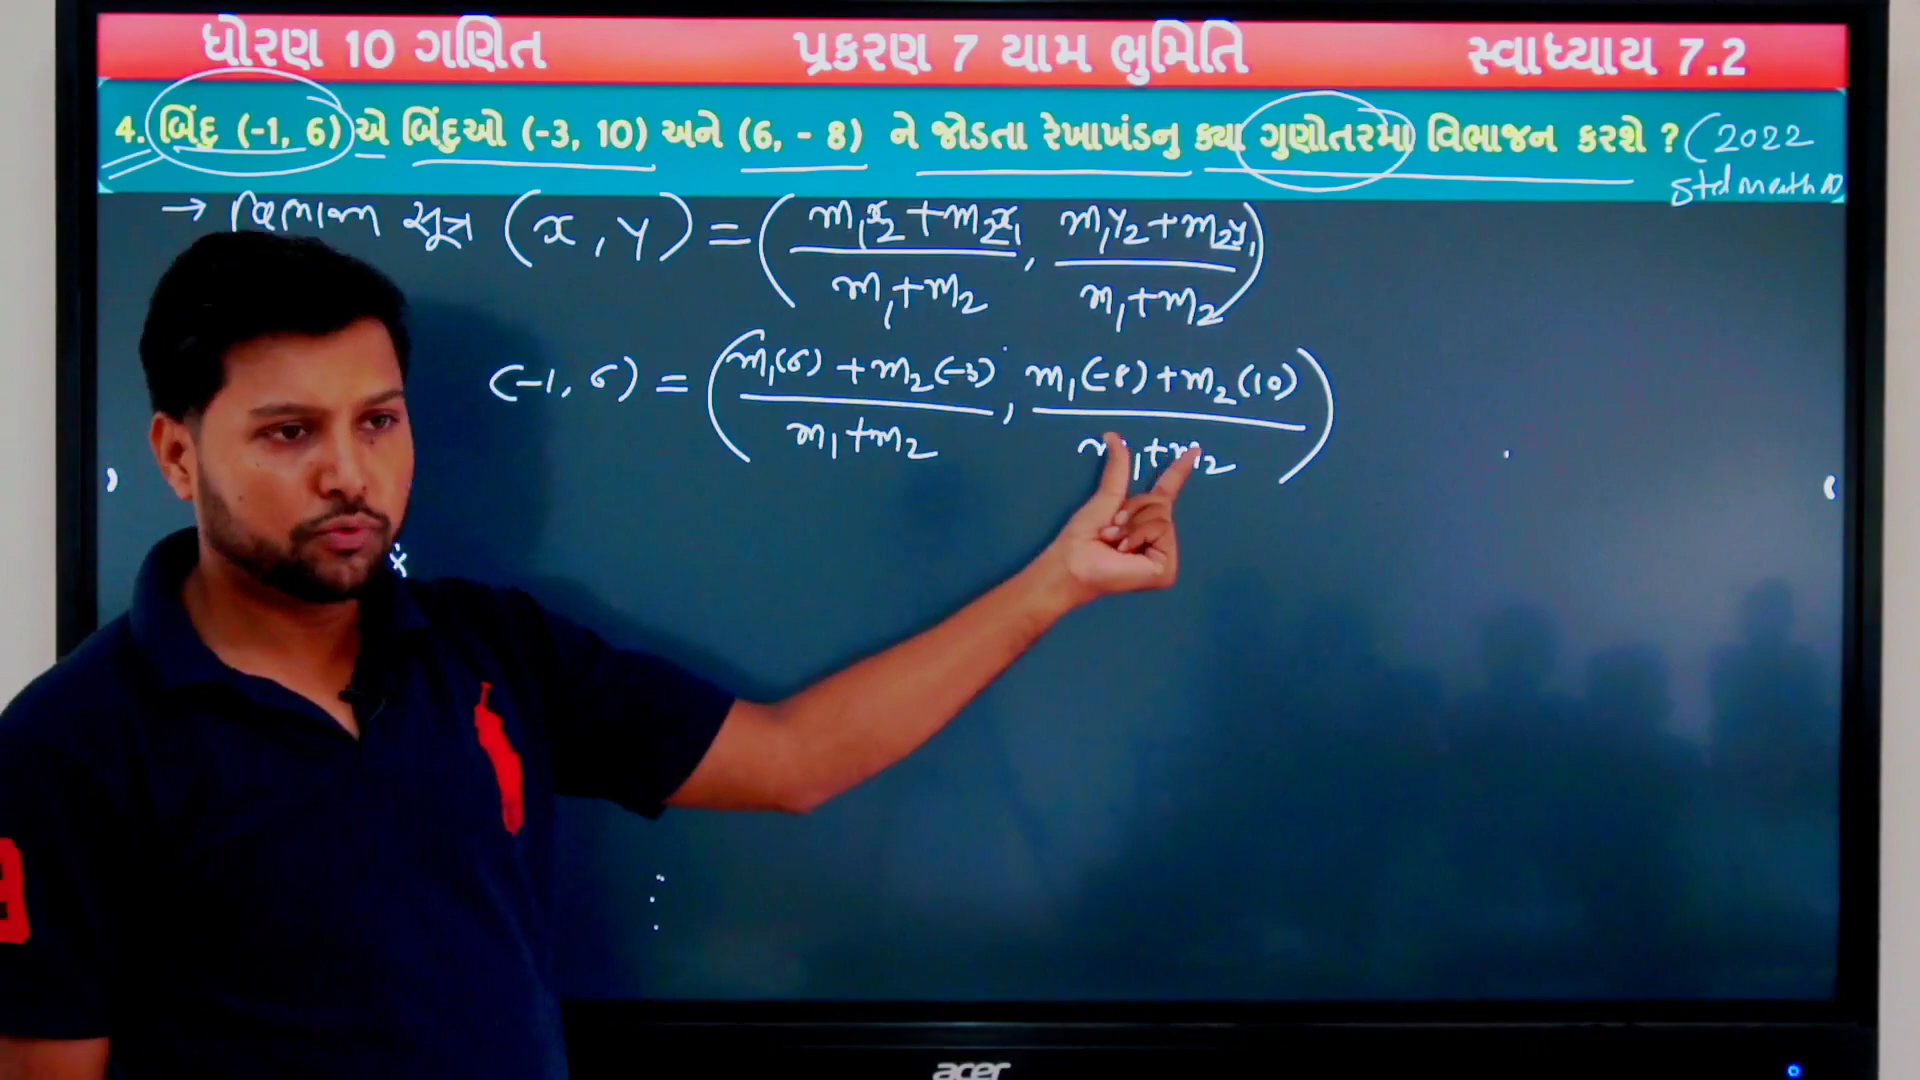 ધોરણ 10 ગણિત પ્રકરણ 7 યામ ભુમિતિ સ્વાધ્યાય 7.2
4. બિંદુ (-1, 6) એ બિંદુઓ (-3, 10) અને (6, - 8) ને જોડતા રેખાખંડનુ ક્યા ગુણોતરમા વિભાજન કરશે ? (2022
Std math
→ વિભાજન સૂત્ર (x, y) = ( m₁x₂ + m₂x₁ / m₁ + m₂ , m₁y₂ + m₂y₁ / m₁ + m₂ )
(-1, 6) = ( m₁(6) + m₂(-3) / m₁ + m₂ , m₁(-8) + m₂(10) / m₁ + m₂ )
acer